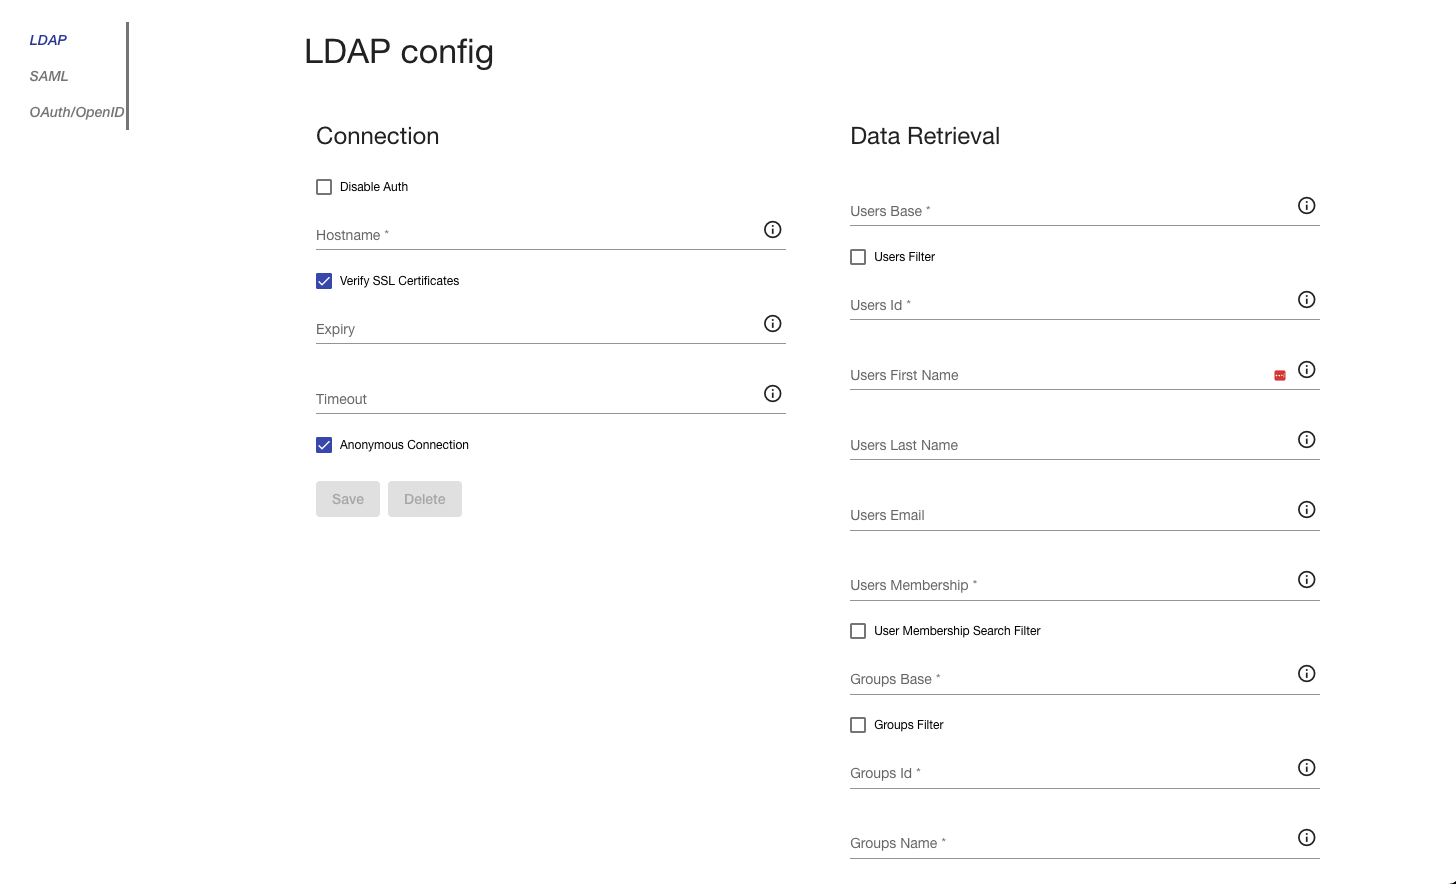 LDAP
SAML
OAuth/OpenID
LDAP config
Connection
Disable Auth
Hostname *
Verify SSL Certificates
Expiry
Timeout
Anonymous Connection
Save
Delete
Data Retrieval
Users Base *
Users Filter
Users Id *
Users First Name
Users Last Name
Users Email
Users Membership *
User Membership Search Filter
Groups Base *
Groups Filter
Groups Id *
Groups Name *